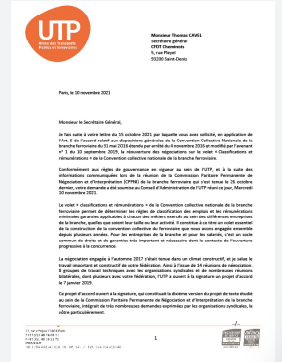 UTP
Union des Transports
Publics et ferroviaires
Monsieur Thomas CAVEL
Secrétaire général
CFDT Cheminots
5, rue Pleyel
93200 Saint-Denis
Paris, le 10 novembre 2021
Monsieur le Secrétaire Général,
Je fais suite à votre lettre du 15 octobre 2021 par laquelle vous avez sollicité, en application de
l'Art. 6 de l'accord relatif aux dispositions générales de la Convention Collective Nationale de la
branche ferroviaire du 31 mai 2016 étendu par arrêté du 4 novembre 2016 et modifié par l'avenant
n° 1 du 10 septembre 2019, la réouverture des négociations sur le volet « Classifications et
rémunérations » de la Convention collective nationale de la branche ferroviaire.
Conformément aux règles de gouvernance en vigueur au sein de l'UTP, et à la suite des
informations communiquées lors de la réunion de la Commission Paritaire Permanente de
Négociation et d'Interprétation (CPPNI) de la branche ferroviaire qui s'est tenue le 26 octobre
dernier, votre demande a été soumise au Conseil d'Administration de l'UTP réuni ce jour, Mercredi
10 novembre 2021.
Le volet « classifications et rémunérations » de la Convention collective nationale de la branche
ferroviaire permet de déterminer les règles de classification des emplois et les rémunérations
de la branche, quelles que soient leur taille ou leur activité. Il constitue à ce titre un volet essentiel
de la construction de la convention collective du ferroviaire que nous avons engagée ensemble
depuis plusieurs années. Pour les entreprises de la branche et pour les salariés, c'est un socle
commun de droits et de garanties très important et nécessaire dans le contexte de l'ouverture
progressive à la concurrence.
La négociation engagée à l'automne 2017 s'était tenue dans un climat constructif, et je salue le
travail important et constructif de votre fédération. Ainsi à l'issue de 14 réunions de négociation,
8 groupes de travail techniques avec les organisations syndicales et de nombreuses réunions
bilatérales, dont plusieurs avec votre fédération, l'UTP a ouvert à la signature un projet d'accord
le 7 janvier 2019.
Ce projet d'accord ouvert à la signature, qui constituait la dixième version du projet de texte étudié
au sein de la Commission Paritaire Permanente de Négociation et d'Interprétation de la branche
ferroviaire, intégrait de très nombreuses demandes exprimées par les organisations syndicales, la
vôtre particulièrement.
1